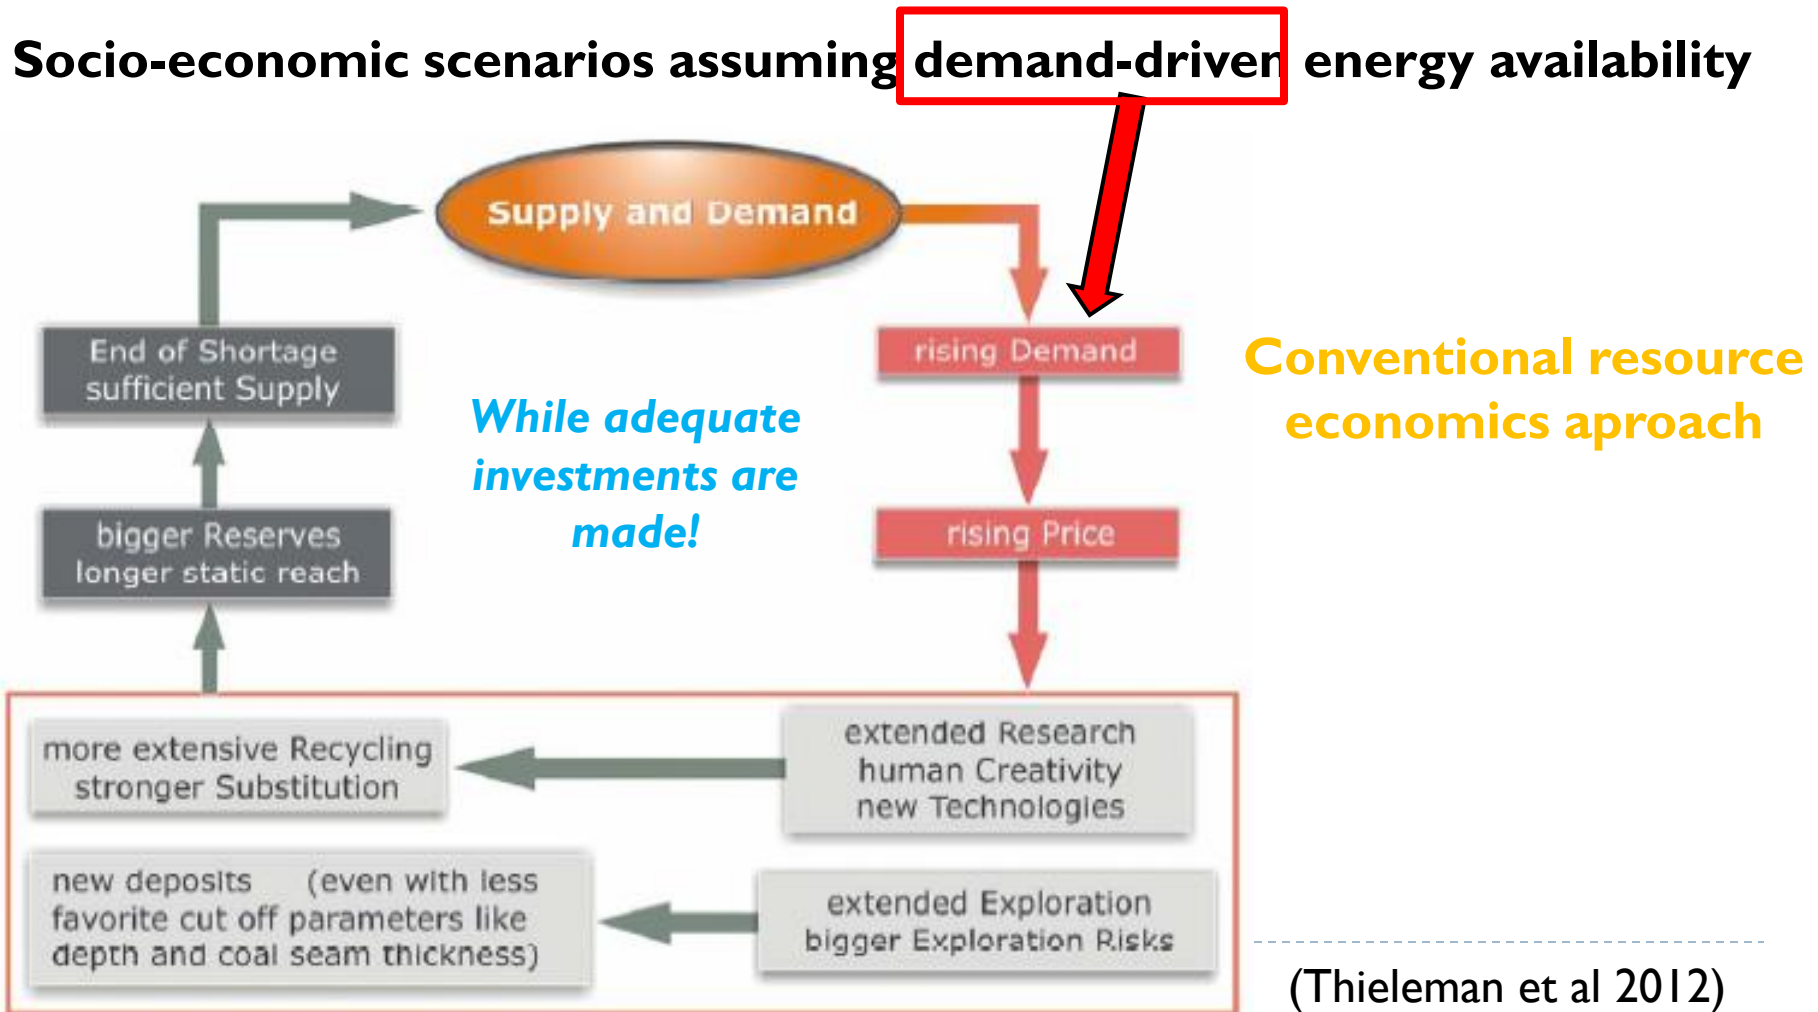 Socio-economic scenarios assuming demand-driven energy availability
Supply and Demand
End of Shortage
sufficient Supply
rising Demand
Conventional resource
economics aproach
While adequate
investments are
made!
bigger Reserves
longer static reach
rising Price
more extensive Recycling
stronger Substitution
extended Research
human Creativity
new Technologies
new deposits (even with less
favorite cut off parameters like
depth and coal seam thickness)
extended Exploration
bigger Exploration Risks
(Thieleman et al 2012)